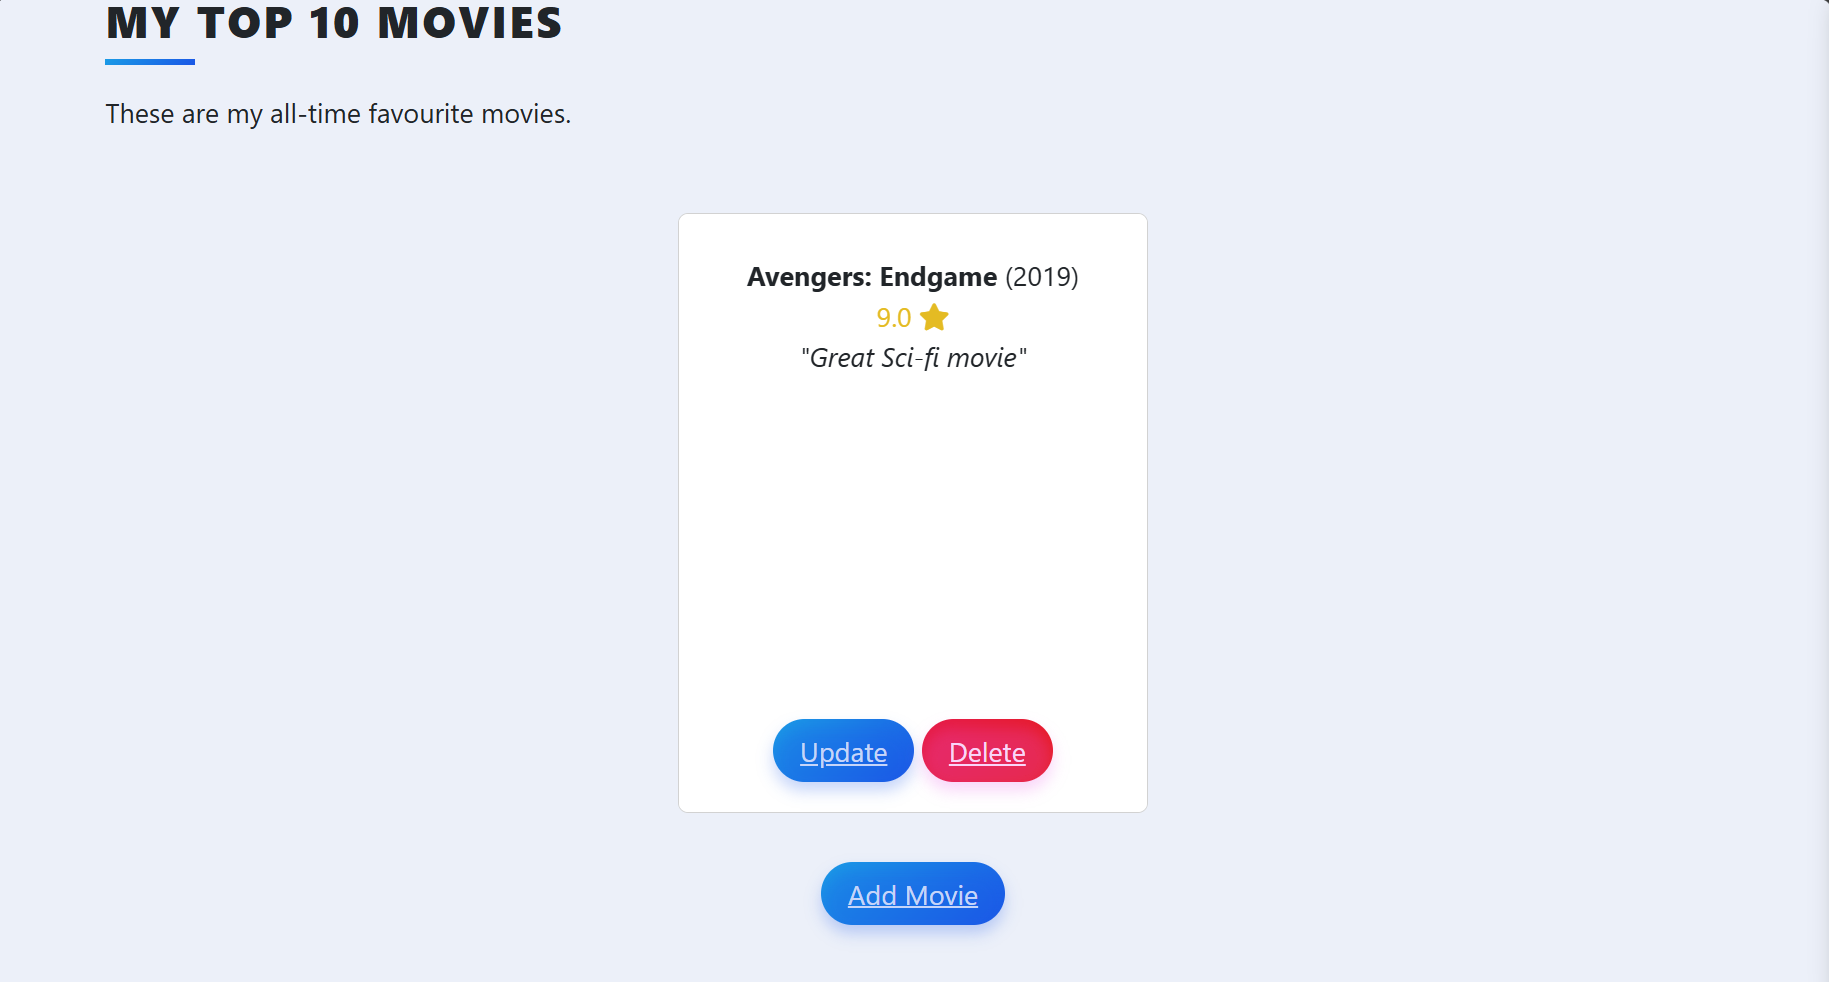 MY TOP 10 MOVIES
These are my all-time favourite movies.
Avengers: Endgame (2019)
9.0
"Great Sci-fi movie"
Update Delete
Add Movie